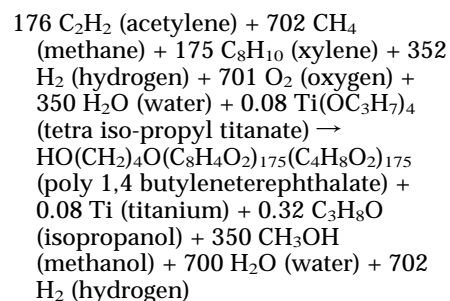 176 C₂H₂ (acetylene) + 702 CH₄
(methane) + 175 C₈H₁₀ (xylene) + 352
H₂ (hydrogen) + 701 O₂ (oxygen) +
350 H₂O (water) + 0.08 Ti(OC₃H₇)₄
(tetra iso-propyl titanate) →
HO(CH₂)₄O(C₈H₄O₂)₁₇₅(C₄H₈O₂)₁₇₅
(poly 1,4 butyleneterephthalate) +
0.08 Ti (titanium) + 0.32 C₃H₈O
(isopropanol) + 350 CH₃OH
(methanol) + 700 H₂O (water) + 702
H₂ (hydrogen)